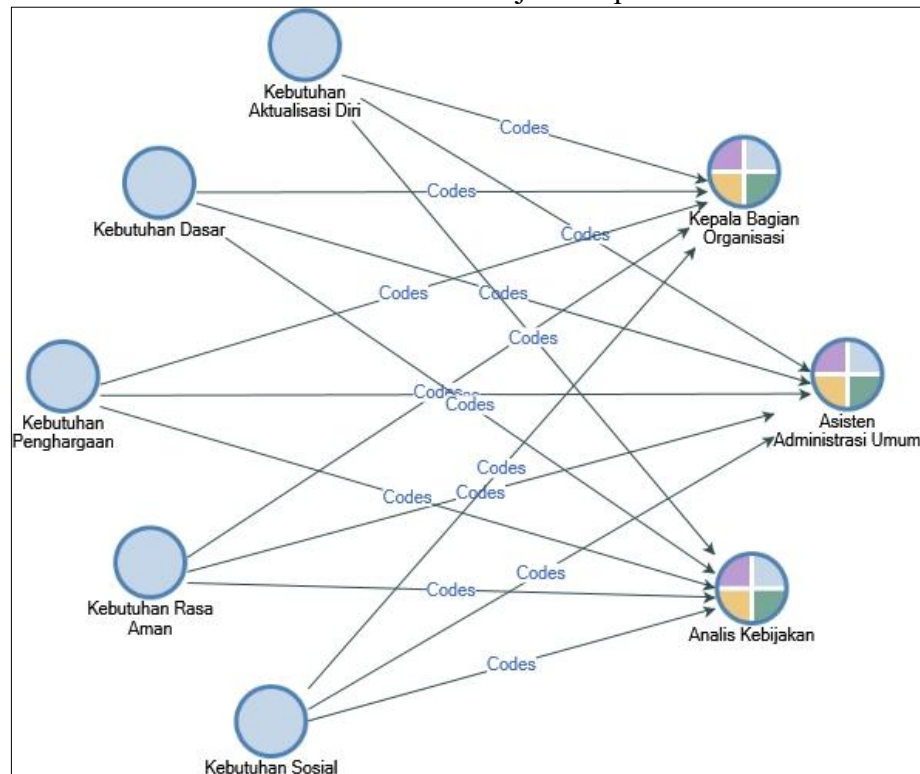 Kebutuhan
Aktualisasi Diri
Codes
Kepala Bagian
Organisasi
Kebutuhan Dasar
Codes
Codes
Codes
Codes
Codes
Kebutuhan
Penghargaan
Codes
Codes
Asisten
Administrasi Umum
Codes
Codes
Codes
Kebutuhan Rasa
Aman
Codes
Codes
Analis Kebijakan
Codes
Kebutuhan Sosial